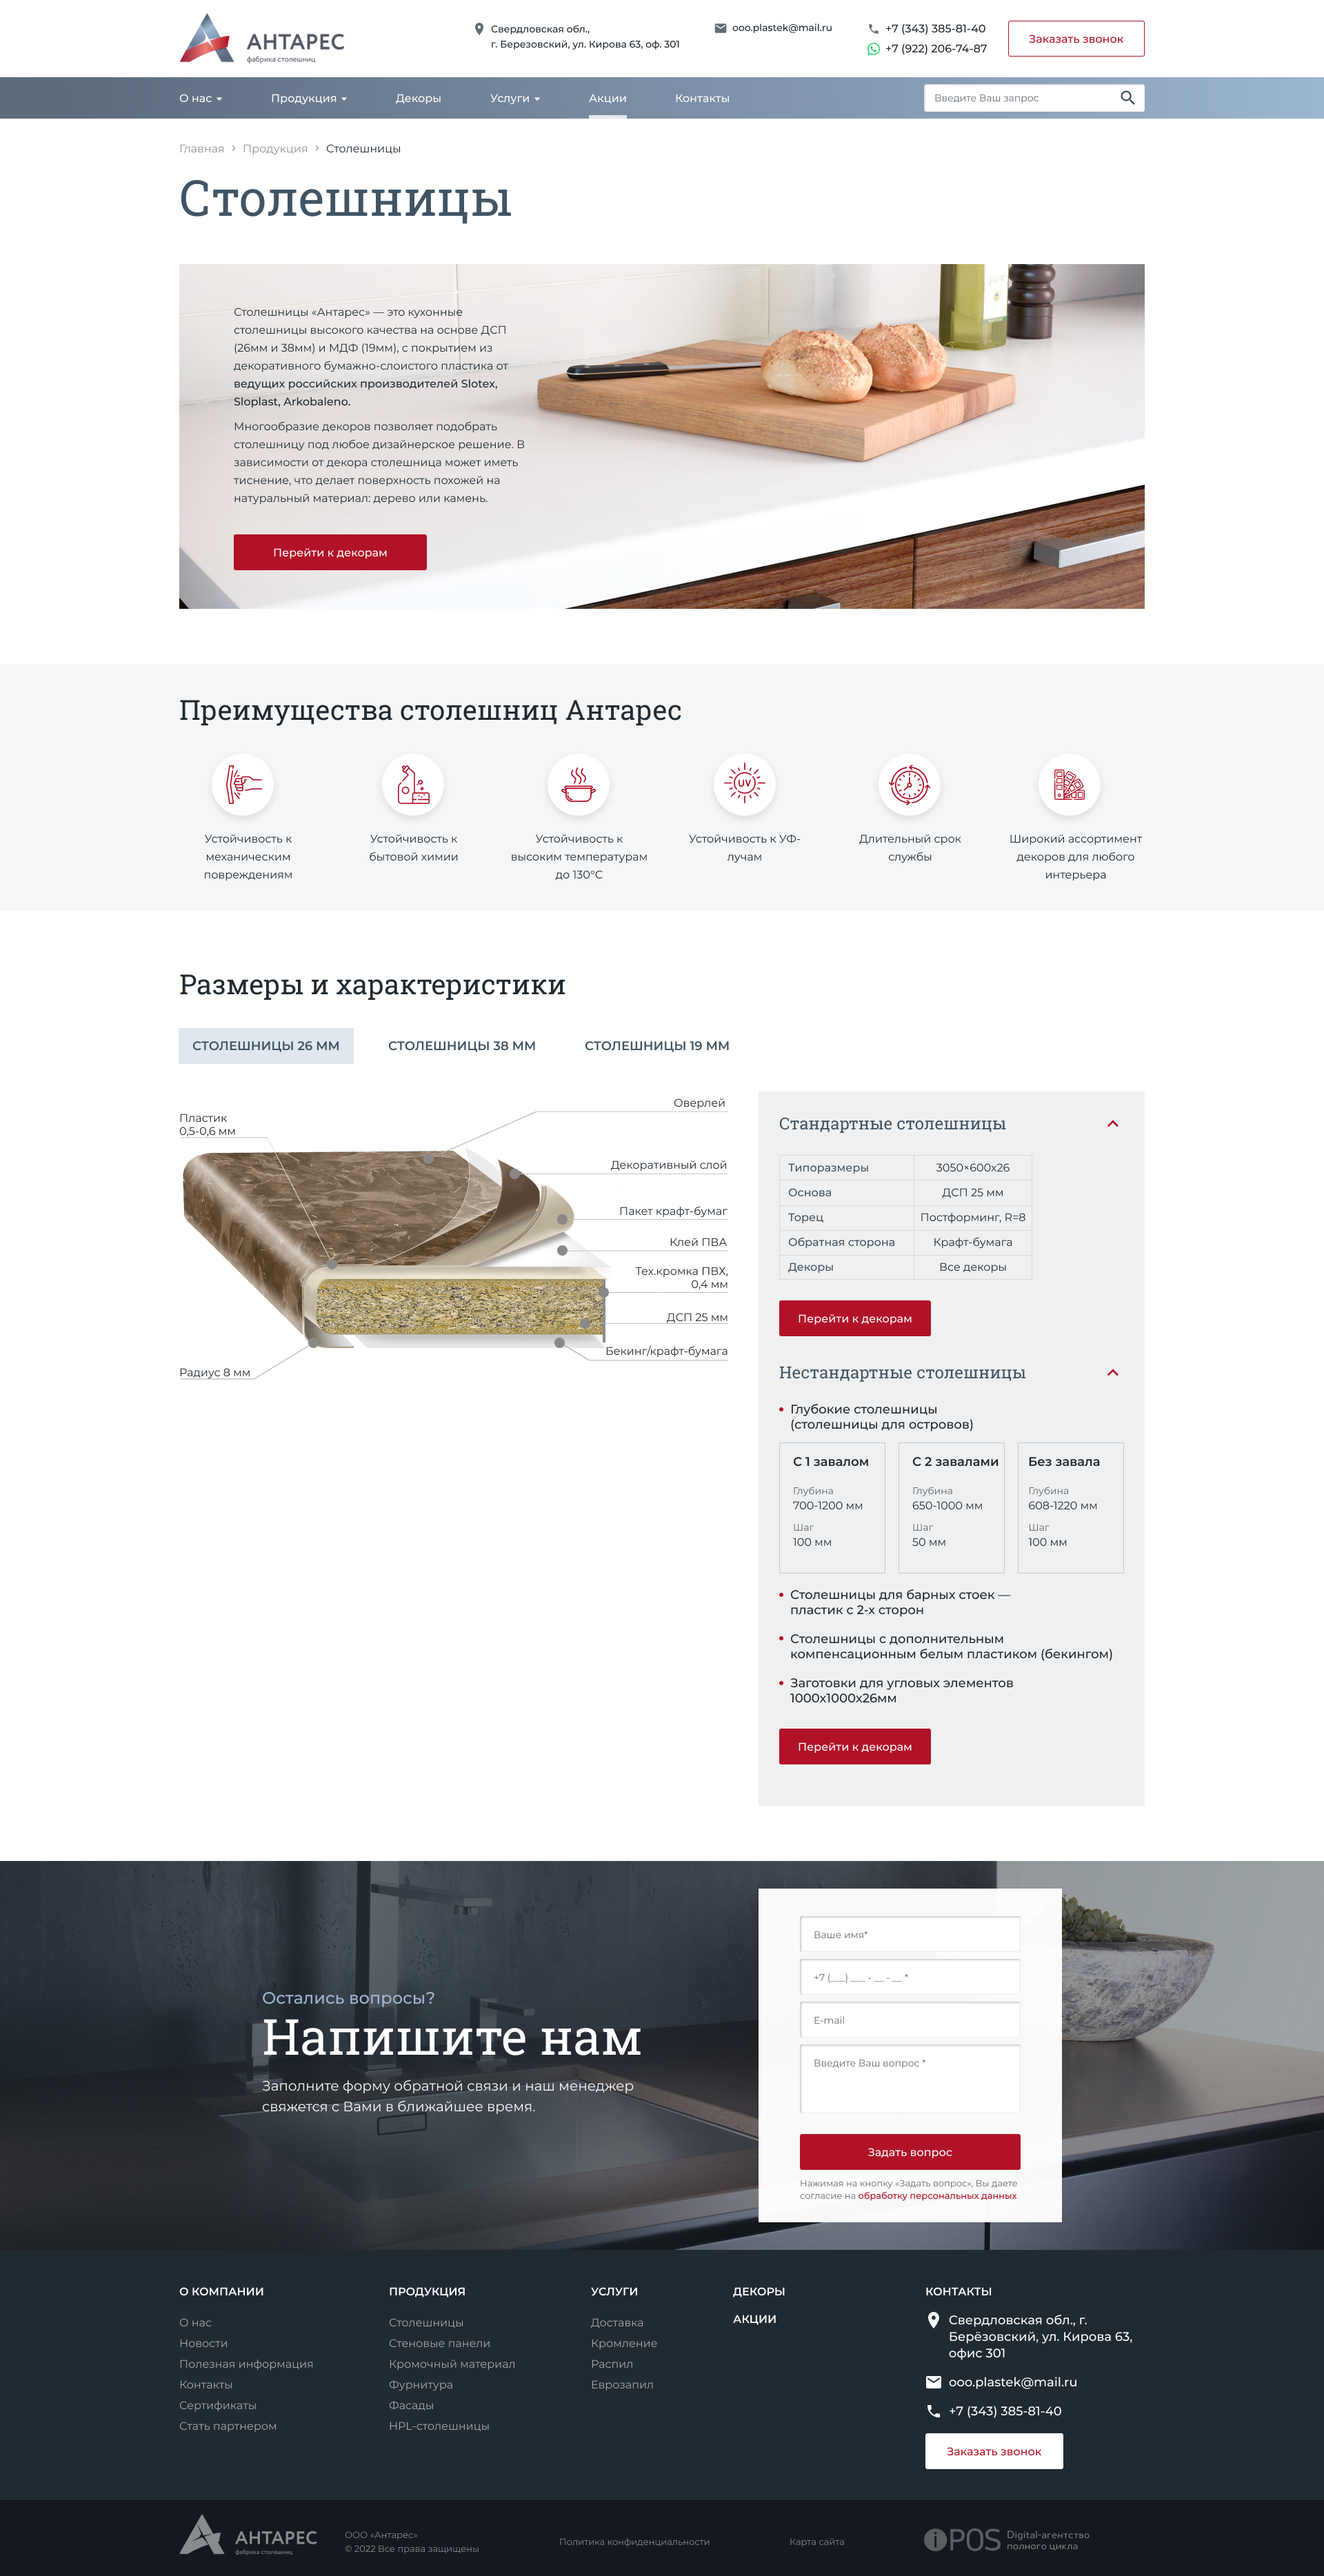 АНТАРЕС
фабрика столешниц
Свердловская обл.,
г. Березовский, ул. Кирова 63, оф. 301
ooo.plastek@mail.ru
+7 (343) 385-81-40
+7 (922) 206-74-87
Заказать звонок
О нас
Продукция
Декоры
Услуги
Акции
Контакты
Введите Ваш запрос
Главная
Продукция
Столешницы
Столешницы
Столешницы «Антарес» — это кухонные
столешницы высокого качества на основе ДСП
(26мм и 38мм) и МДФ (19мм), с покрытием из
декоративного бумажно-слоистого пластика от
ведущих российских производителей Slotex,
Sloplast, Arkobaleno.
Многообразие декоров позволяет подобрать
столешницу под любое дизайнерское решение. В
зависимости от декора столешница может иметь
тиснение, что делает поверхность похожей на
натуральный материал: дерево или камень.
Перейти к декорам
Преимущества столешниц Антарес
Устойчивость к
механическим
повреждениям
Устойчивость к
бытовой химии
Устойчивость к
высоким температурам
до 130°С
UV
Устойчивость к УФ-
лучам
Длительный срок
службы
Широкий ассортимент
декоров для любого
интерьера
Размеры и характеристики
СТОЛЕШНИЦЫ 26 ММ
СТОЛЕШНИЦЫ 38 ММ
СТОЛЕШНИЦЫ 19 ММ
Пластик
0,5-0,6 мм
Оверлей
Декоративный слой
Пакет крафт-бумаг
Клей ПВА
Тех.кромка ПВХ,
0,4 мм
ДСП 25 мм
Бекинг/крафт-бумага
Радиус 8 мм
Стандартные столешницы
Типоразмеры 3050×600х26
Основа ДСП 25 мм
Торец Постформинг, R=8
Обратная сторона Крафт-бумага
Декоры Все декоры
Перейти к декорам
Нестандартные столешницы
Глубокие столешницы
(столешницы для островов)
С 1 завалом
Глубина
700-1200 мм
Шаг
100 мм
С 2 завалами
Глубина
650-1000 мм
Шаг
50 мм
Без завала
Глубина
608-1220 мм
Шаг
100 мм
Столешницы для барных стоек —
пластик с 2-х сторон
Столешницы с дополнительным
компенсационным белым пластиком (бекингом)
Заготовки для угловых элементов
1000х1000х26мм
Перейти к декорам
Остались вопросы?
Напишите нам
Заполните форму обратной связи и наш менеджер
свяжется с Вами в ближайшее время.
Ваше имя*
+7 (___) ___ - __ - __ *
E-mail
Введите Ваш вопрос *
Задать вопрос
Нажимая на кнопку «Задать вопрос», Вы даете
согласие на обработку персональных данных
О КОМПАНИИ
О нас
Новости
Полезная информация
Контакты
Сертификаты
Стать партнером
ПРОДУКЦИЯ
Столешницы
Стеновые панели
Кромочный материал
Фурнитура
Фасады
HPL-столешницы
УСЛУГИ
Доставка
Кромление
Распил
Еврозапил
ДЕКОРЫ
АКЦИИ
КОНТАКТЫ
Свердловская обл., г.
Берёзовский, ул. Кирова 63,
офис 301
ooo.plastek@mail.ru
+7 (343) 385-81-40
Заказать звонок
АНТАРЕС
фабрика столешниц
ООО «Антарес»
© 2022 Все права защищены
Политика конфиденциальности
Карта сайта
iPOS
Digital-агентство
полного цикла